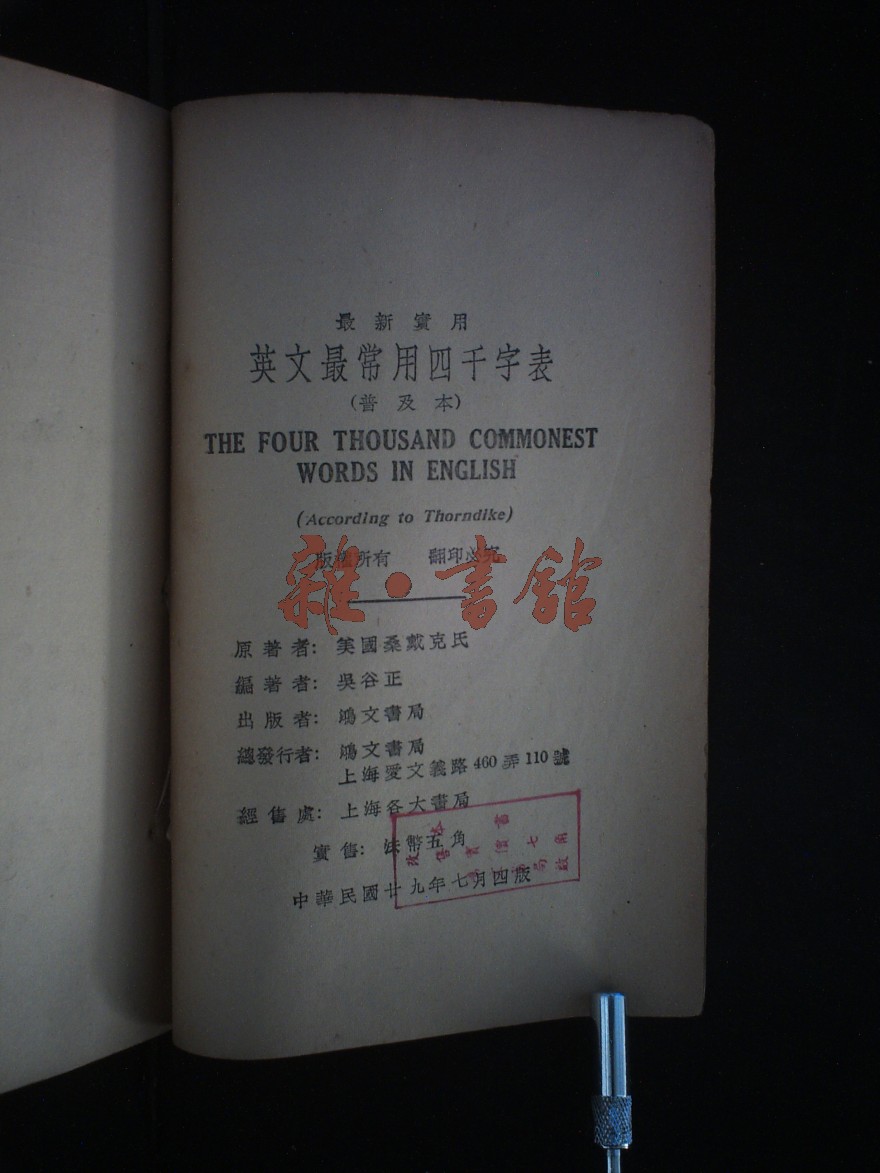 最新實用
英文最常用四千字表
(普及本)
THE FOUR THOUSAND COMMONEST
WORDS IN ENGLISH
(According to Thorndike)
版權所有 翻印必究
雜·書館
原著者: 美國桑戴克氏
編著者: 吳谷正
出版者: 鴻文書局
總發行者: 鴻文書局
上海愛文義路460弄110號
經售處: 上海各大書局
實售: 法幣五角
中華民國廿九年七月四版